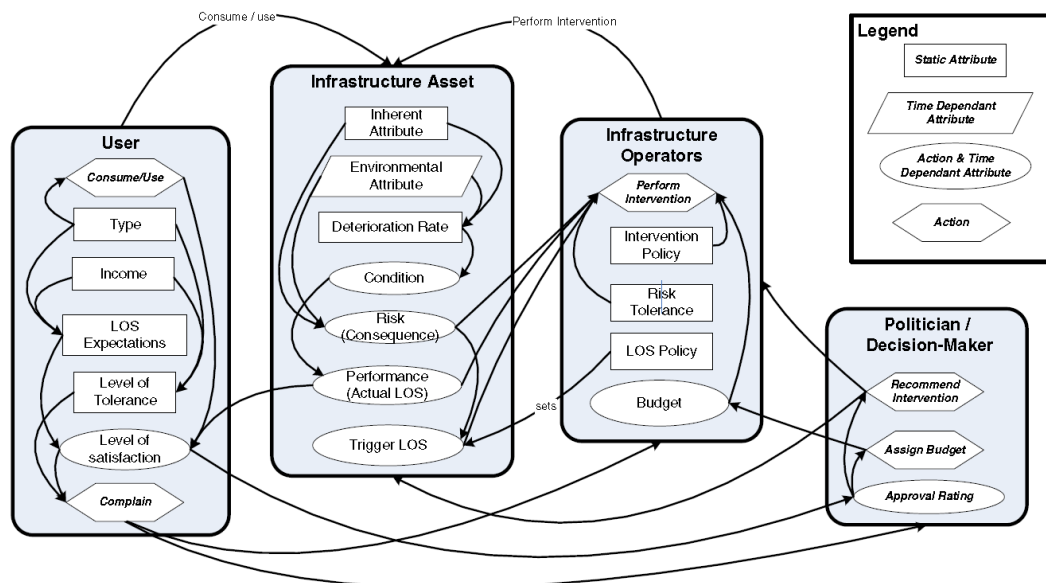 Consume / use
Perform Intervention
Legend
Static Attribute
Time Dependant
Attribute
Action & Time
Dependant Attribute
Action
User
Consume/Use
Type
Income
LOS
Expectations
Level of
Tolerance
Level of
satisfaction
Complain
Infrastructure Asset
Inherent
Attribute
Environmental
Attribute
Deterioration Rate
Condition
Risk
(Consequence)
Performance
(Actual LOS)
Trigger LOS
Infrastructure
Operators
Perform
Intervention
Intervention
Policy
Risk
Tolerance
LOS Policy
Budget
sets
Politician /
Decision-Maker
Recommend
Intervention
Assign Budget
Approval Rating